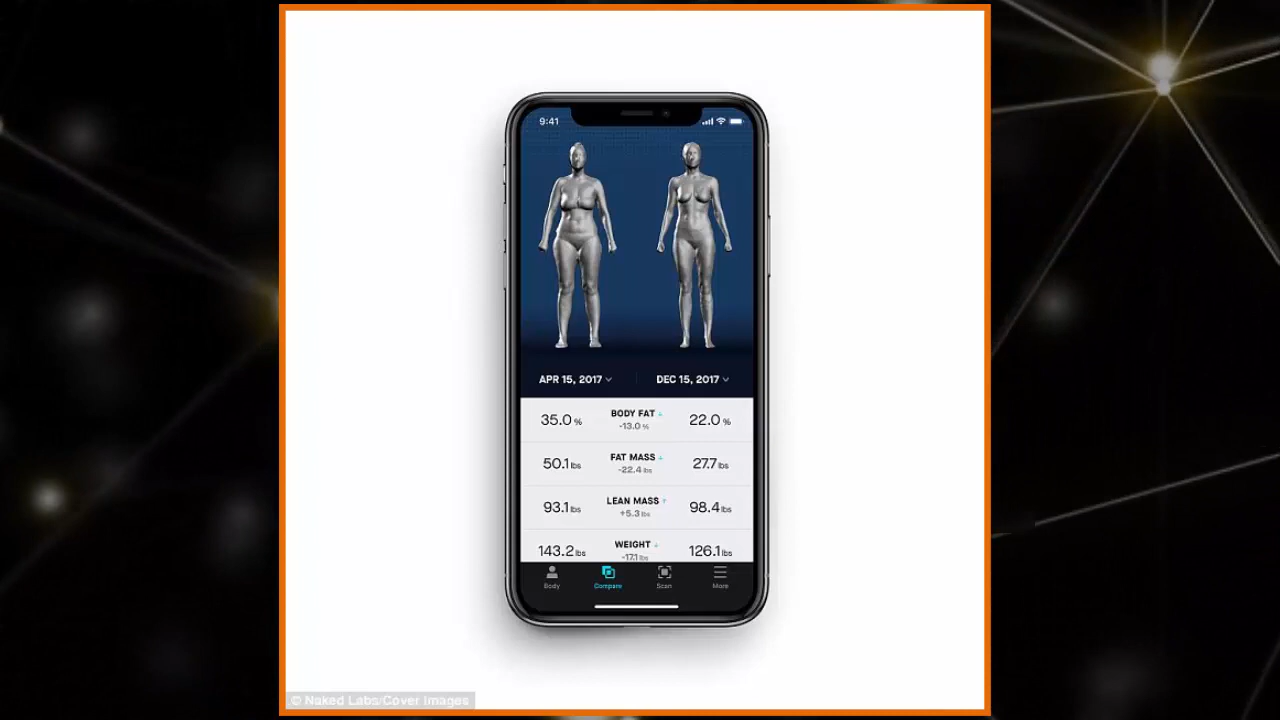 9:41
APR 15, 2017
DEC 15, 2017
35.0 %
BODY FAT ↓
-13.0 %
22.0 %
50.1 lbs
FAT MASS ↓
-22.4 lbs
27.7 lbs
93.1 lbs
LEAN MASS ↑
+5.3 lbs
98.4 lbs
143.2 lbs
WEIGHT ↓
-17.1 lbs
126.1 lbs
Body
Compare
Scan
More
© Naked Labs/Cover Images